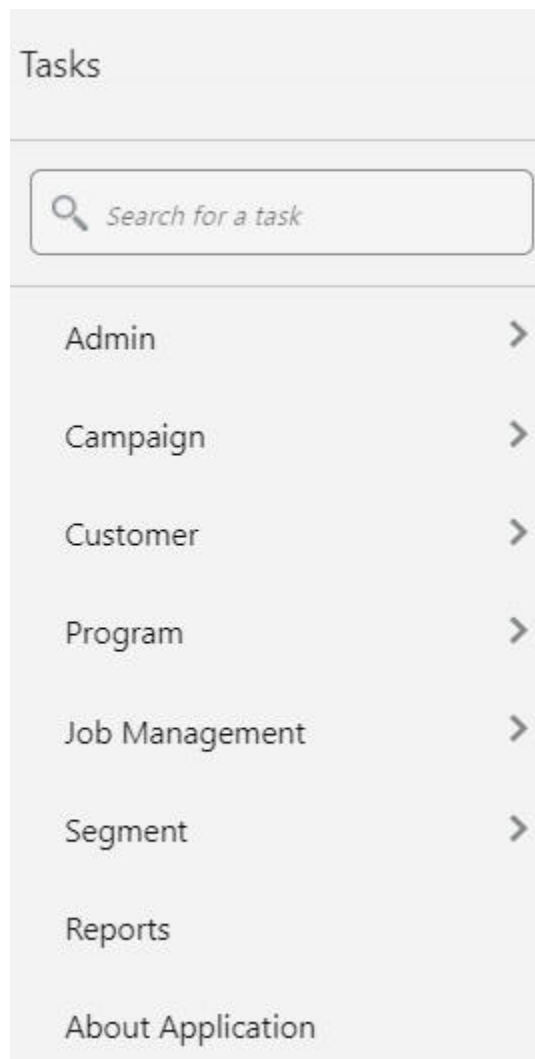 Tasks
Search for a task
Admin
Campaign
Customer
Program
Job Management
Segment
Reports
About Application